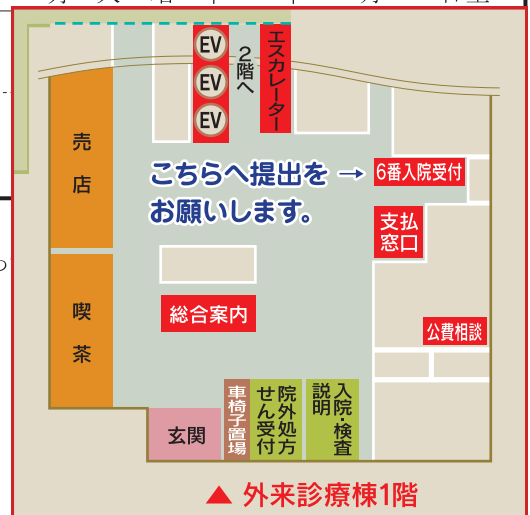 EV
EV
EV
2階へ
エスカレーター
売店
こちらへ提出を →
お願いします。
6番入院受付
支払
窓口
総合案内
喫茶
公費相談
玄関
車椅子置場
院外処方
せん受付
入院・検査
説明
▲ 外来診療棟1階